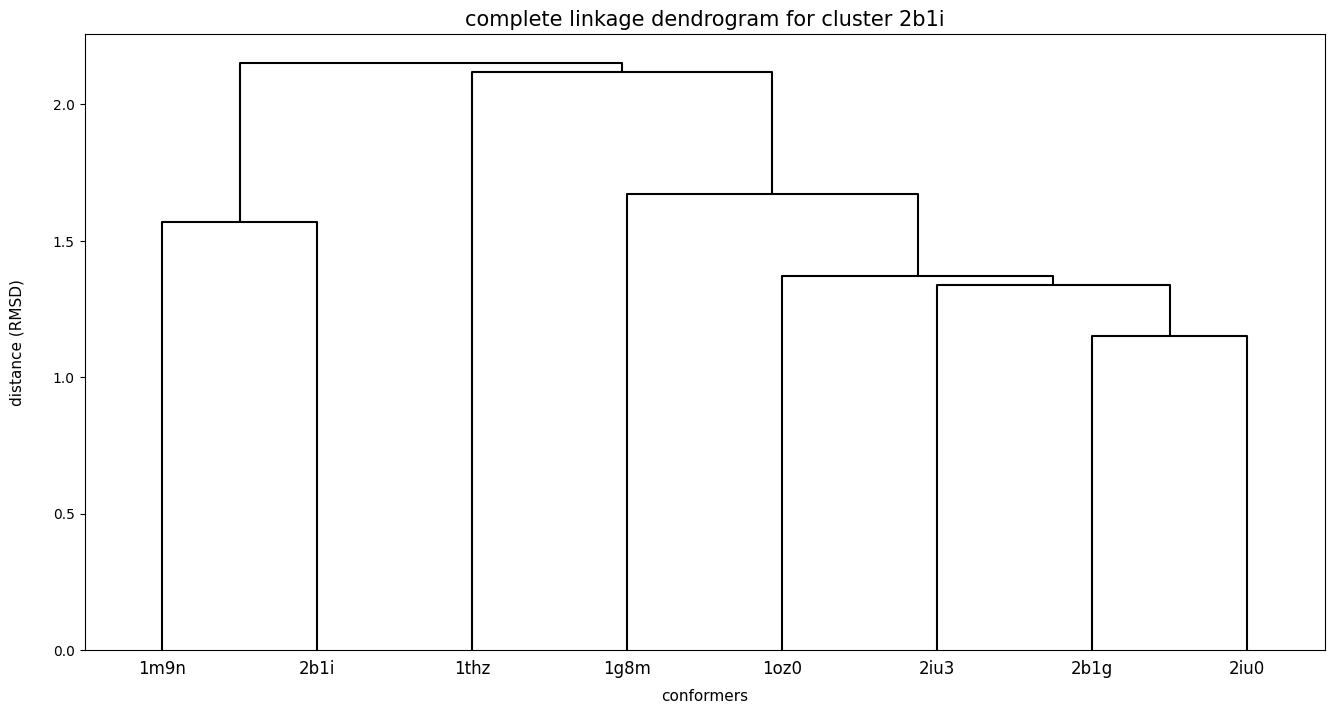 complete linkage dendrogram for cluster 2b1i
2.0
1.5
1.0
0.5
0.0
distance (RMSD)
1m9n 2b1i 1thz 1g8m 1oz0 2iu3 2b1g 2iu0
conformers